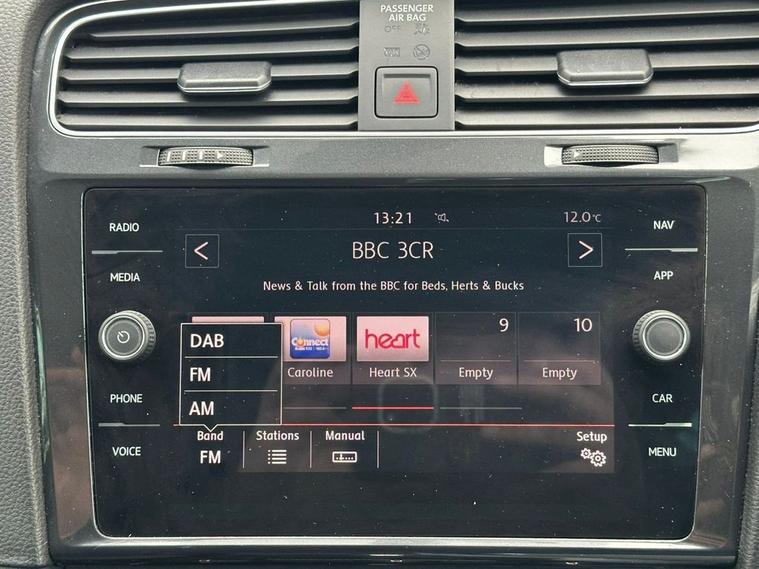 PASSENGER
AIR BAG
OFF
RADIO
MEDIA
PHONE
VOICE
13:21
12.0°C
< BBC 3CR >
News & Talk from the BBC for Beds, Herts & Bucks
Connect
Caroline
heart
Heart SX
9
Empty
10
Empty
DAB
FM
AM
Band
FM
Stations
Manual
Setup
NAV
APP
CAR
MENU